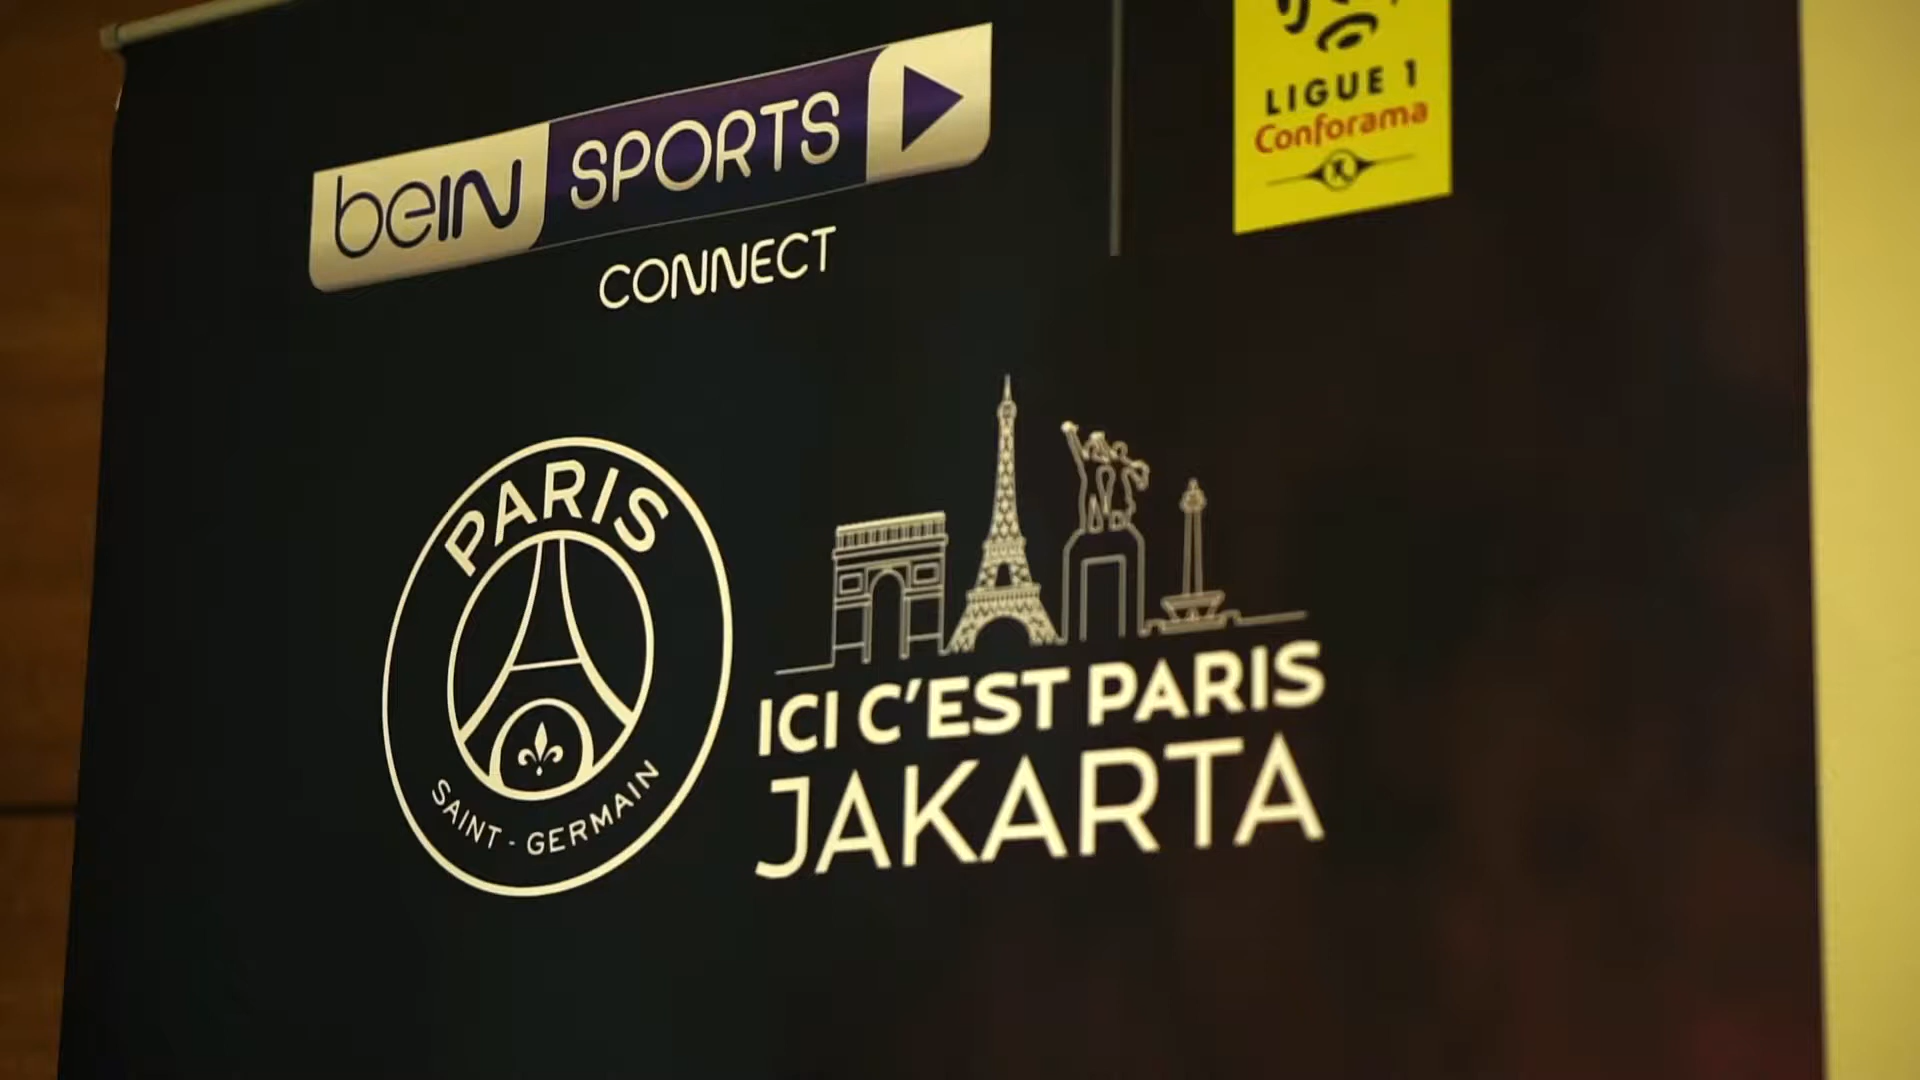 beIN SPORTS
CONNECT
LIGUE 1
Conforama
PARIS
SAINT-GERMAIN
ICI C'EST PARIS
JAKARTA